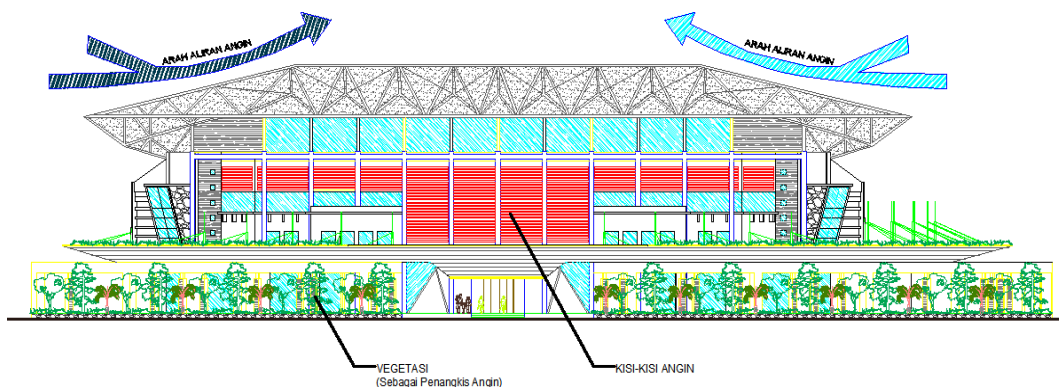 ARAH ALIRAN ANGIN
ARAH ALIRAN ANGIN
VEGETASI
(Sebagai Penangkis Angin)
KISI-KISI ANGIN